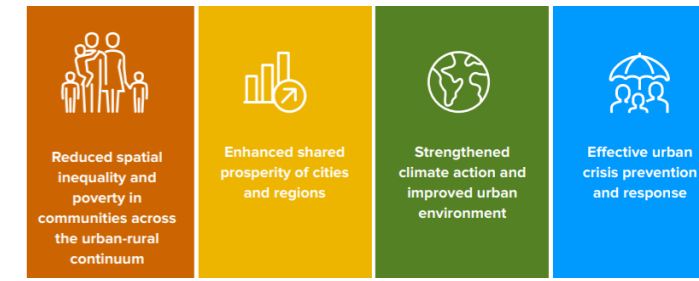 Reduced spatial
inequality and
poverty in
communities across
the urban-rural
continuum
Enhanced shared
prosperity of cities
and regions
Strengthened
climate action and
improved urban
environment
Effective urban
crisis prevention
and response